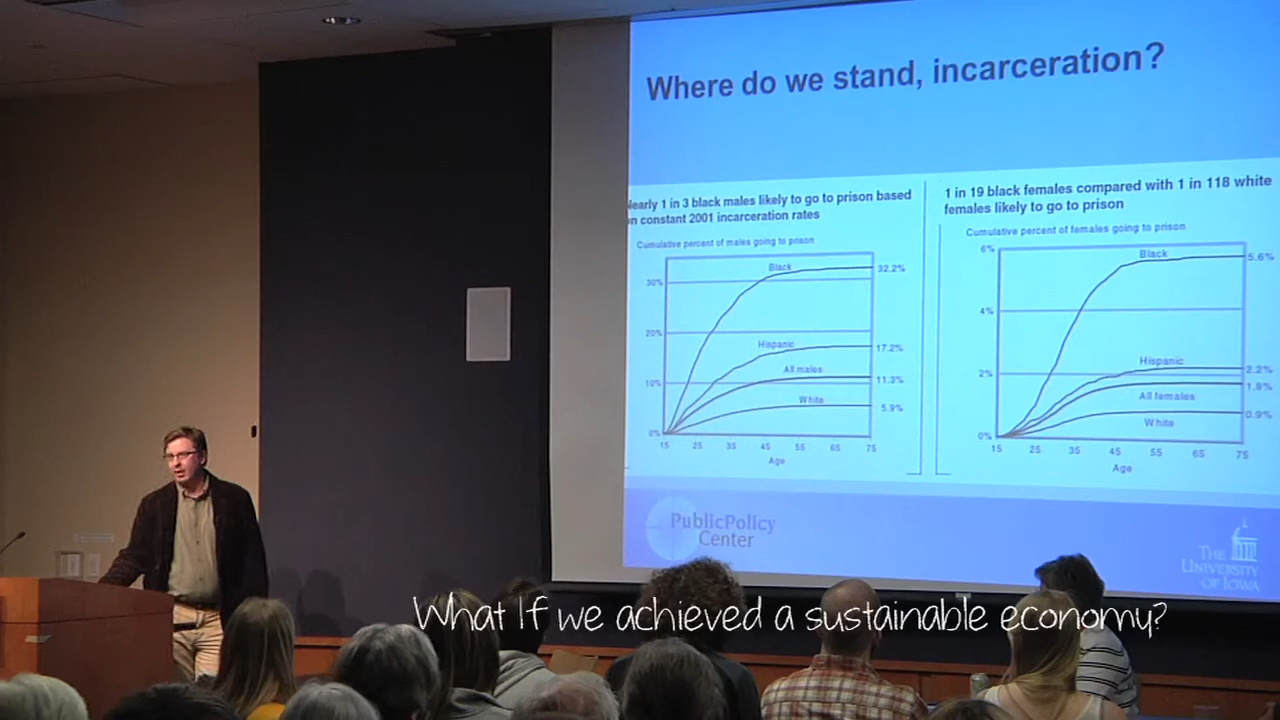 Where do we stand, incarceration?
early 1 in 3 black males likely to go to prison based
n constant 2001 incarceration rates
Cumulative percent of males going to prison
30%
20%
10%
0%
Black
32.2%
Hispanic
17.2%
All males
11.3%
White
5.9%
15 25 35 45 55 65 75
Age
1 in 19 black females compared with 1 in 118 white
females likely to go to prison
Cumulative percent of females going to prison
6%
4%
2%
0%
Black
5.6%
Hispanic
2.2%
All females
1.8%
White
0.9%
15 25 35 45 55 65 75
Age
PublicPolicy
Center
THE
UNIVERSITY
OF IOWA
What If we achieved a sustainable economy?